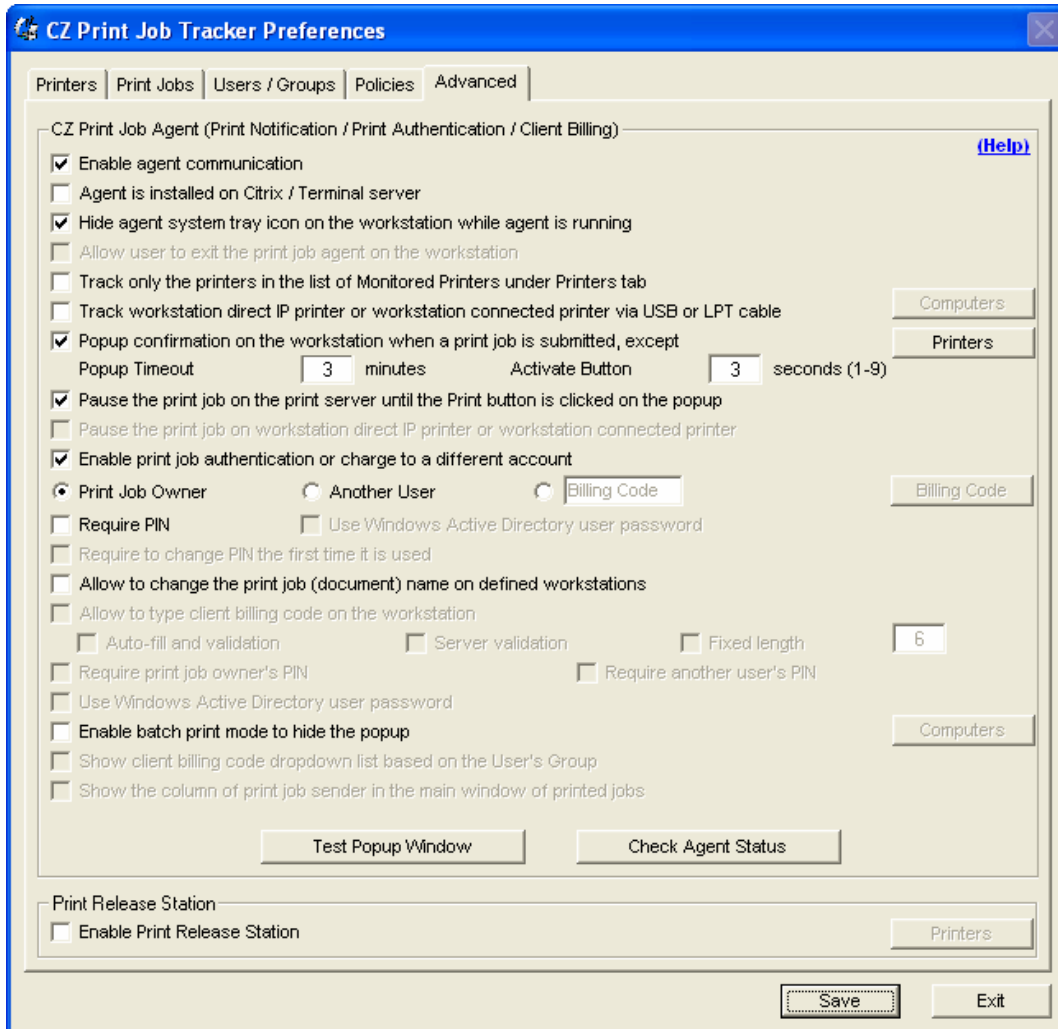 CZ Print Job Tracker Preferences
Printers Print Jobs Users / Groups Policies Advanced
CZ Print Job Agent (Print Notification / Print Authentication / Client Billing)
(Help)
Enable agent communication
Agent is installed on Citrix / Terminal server
Hide agent system tray icon on the workstation while agent is running
Allow user to exit the print job agent on the workstation
Track only the printers in the list of Monitored Printers under Printers tab
Track workstation direct IP printer or workstation connected printer via USB or LPT cable Computers
Popup confirmation on the workstation when a print job is submitted, except Printers
Popup Timeout 3 minutes Activate Button 3 seconds (1-9)
Pause the print job on the print server until the Print button is clicked on the popup
Pause the print job on workstation direct IP printer or workstation connected printer
Enable print job authentication or charge to a different account
Print Job Owner Another User Billing Code Billing Code
Require PIN Use Windows Active Directory user password
Require to change PIN the first time it is used
Allow to change the print job (document) name on defined workstations
Allow to type client billing code on the workstation
Auto-fill and validation Server validation Fixed length 6
Require print job owner's PIN Require another user's PIN
Use Windows Active Directory user password
Enable batch print mode to hide the popup Computers
Show client billing code dropdown list based on the User's Group
Show the column of print job sender in the main window of printed jobs
Test Popup Window Check Agent Status
Print Release Station
Enable Print Release Station Printers
Save Exit